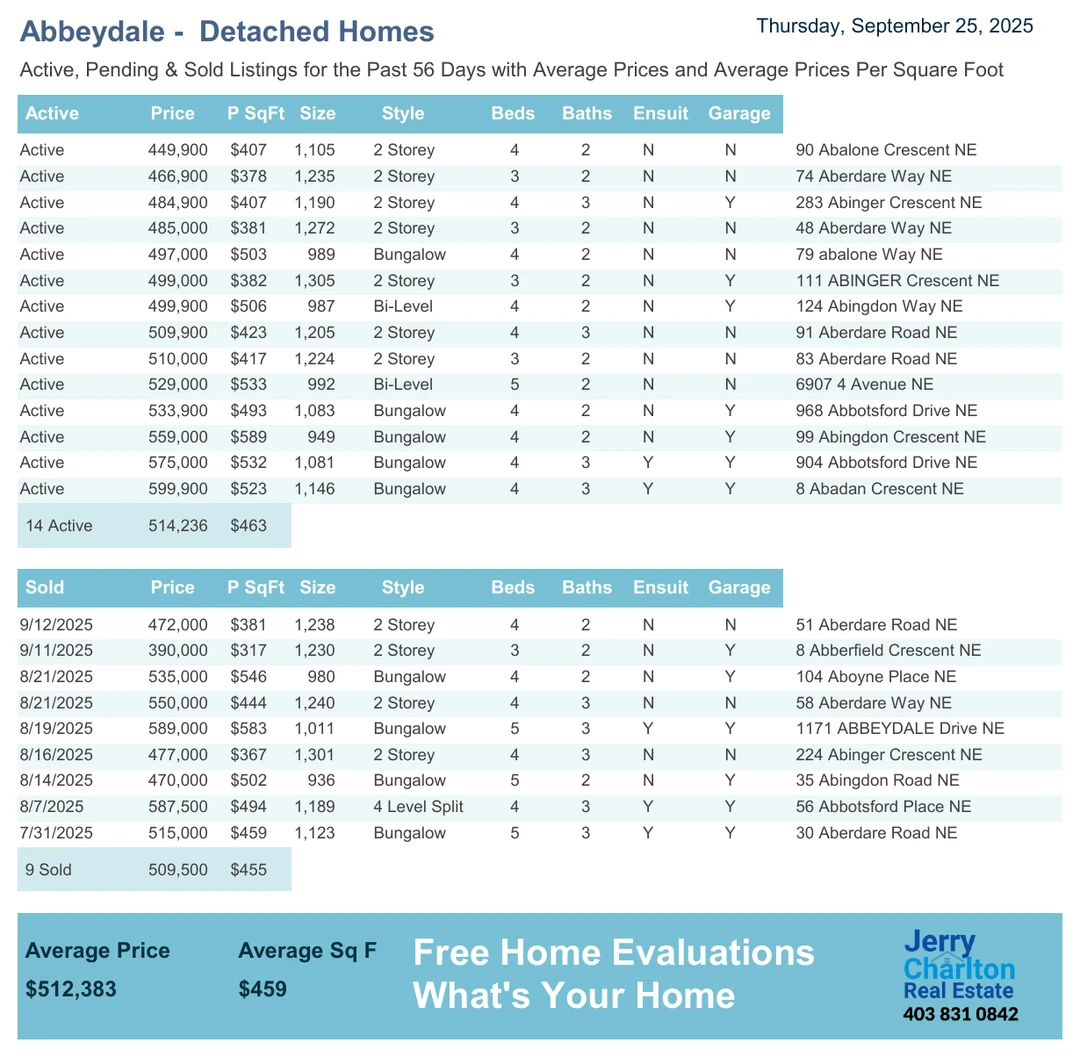 Abbeydale - Detached Homes Thursday, September 25, 2025
Active, Pending & Sold Listings for the Past 56 Days with Average Prices and Average Prices Per Square Foot
Active Price P SqFt Size Style Beds Baths Ensuit Garage
Active 449,900 $407 1,105 2 Storey 4 2 N N 90 Abalone Crescent NE
Active 466,900 $378 1,235 2 Storey 3 2 N N 74 Aberdare Way NE
Active 484,900 $407 1,190 2 Storey 4 3 N Y 283 Abinger Crescent NE
Active 485,000 $381 1,272 2 Storey 3 2 N N 48 Aberdare Way NE
Active 497,000 $503 989 Bungalow 4 2 N N 79 abalone Way NE
Active 499,000 $382 1,305 2 Storey 3 2 N Y 111 ABINGER Crescent NE
Active 499,900 $506 987 Bi-Level 4 2 N Y 124 Abingdon Way NE
Active 509,900 $423 1,205 2 Storey 4 3 N N 91 Aberdare Road NE
Active 510,000 $417 1,224 2 Storey 3 2 N N 83 Aberdare Road NE
Active 529,000 $533 992 Bi-Level 5 2 N N 6907 4 Avenue NE
Active 533,900 $493 1,083 Bungalow 4 2 N Y 968 Abbotsford Drive NE
Active 559,000 $589 949 Bungalow 4 2 N Y 99 Abingdon Crescent NE
Active 575,000 $532 1,081 Bungalow 4 3 Y Y 904 Abbotsford Drive NE
Active 599,900 $523 1,146 Bungalow 4 3 Y Y 8 Abadan Crescent NE
14 Active 514,236 $463
Sold Price P SqFt Size Style Beds Baths Ensuit Garage
9/12/2025 472,000 $381 1,238 2 Storey 4 2 N N 51 Aberdare Road NE
9/11/2025 390,000 $317 1,230 2 Storey 3 2 N Y 8 Abberfield Crescent NE
8/21/2025 535,000 $546 980 Bungalow 4 2 N Y 104 Aboyne Place NE
8/21/2025 550,000 $444 1,240 2 Storey 4 3 N N 58 Aberdare Way NE
8/19/2025 589,000 $583 1,011 Bungalow 5 3 Y Y 1171 ABBEYDALE Drive NE
8/16/2025 477,000 $367 1,301 2 Storey 4 3 N N 224 Abinger Crescent NE
8/14/2025 470,000 $502 936 Bungalow 5 2 N Y 35 Abingdon Road NE
8/7/2025 587,500 $494 1,189 4 Level Split 4 3 Y Y 56 Abbotsford Place NE
7/31/2025 515,000 $459 1,123 Bungalow 5 3 Y Y 30 Aberdare Road NE
9 Sold 509,500 $455
Average Price Average Sq F
$512,383 $459
Free Home Evaluations
What's Your Home
Jerry
Charlton
Real Estate
403 831 0842